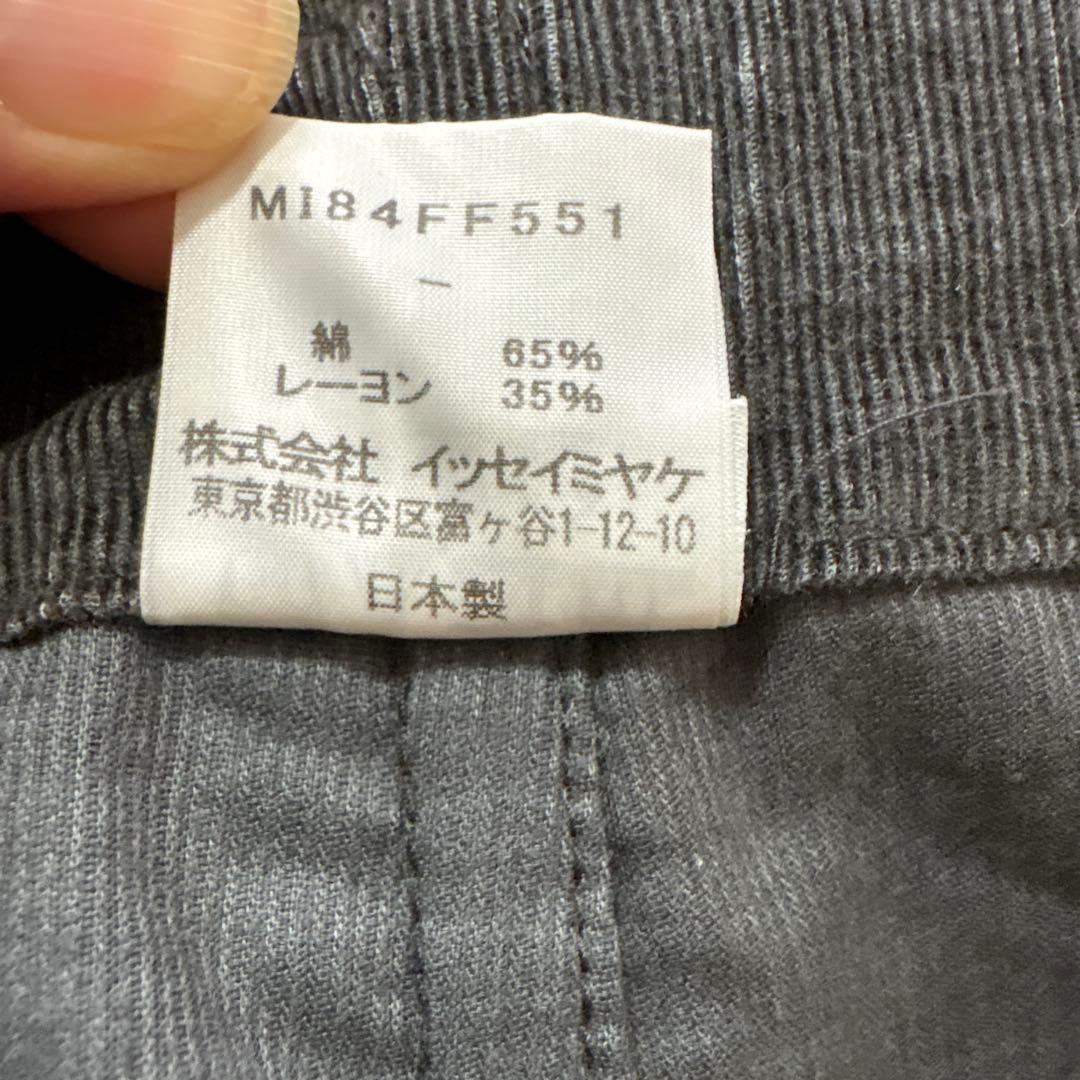 MI84FF551
-
綿 65%
レーヨン 35%
株式会社 イッセイミヤケ
東京都渋谷区富ヶ谷1-12-10
日本製